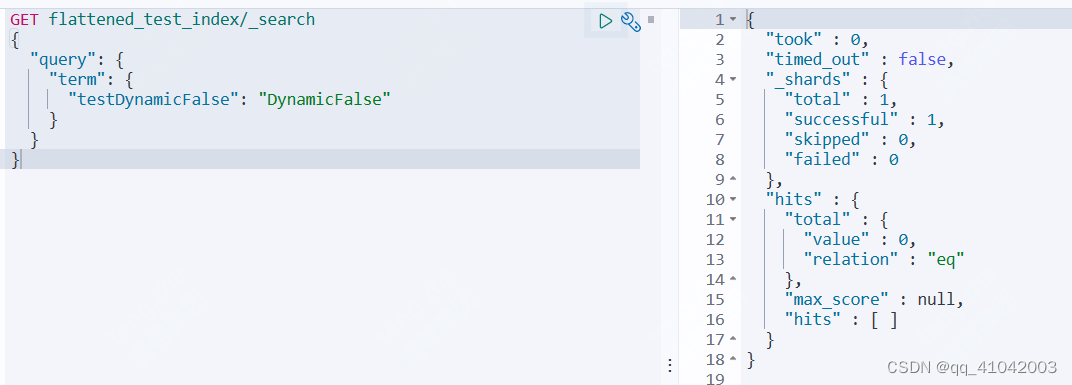 GET flattened_test_index/_search
{
  "query": {
    "term": {
      "testDynamicFalse": "DynamicFalse"
    }
  }
}
1 {
2   "took" : 0,
3   "timed_out" : false,
4   "_shards" : {
5     "total" : 1,
6     "successful" : 1,
7     "skipped" : 0,
8     "failed" : 0
9   },
10   "hits" : {
11     "total" : {
12       "value" : 0,
13       "relation" : "eq"
14     },
15     "max_score" : null,
16     "hits" : [ ]
17   }
18 }
19
CSDN @qq_41042003